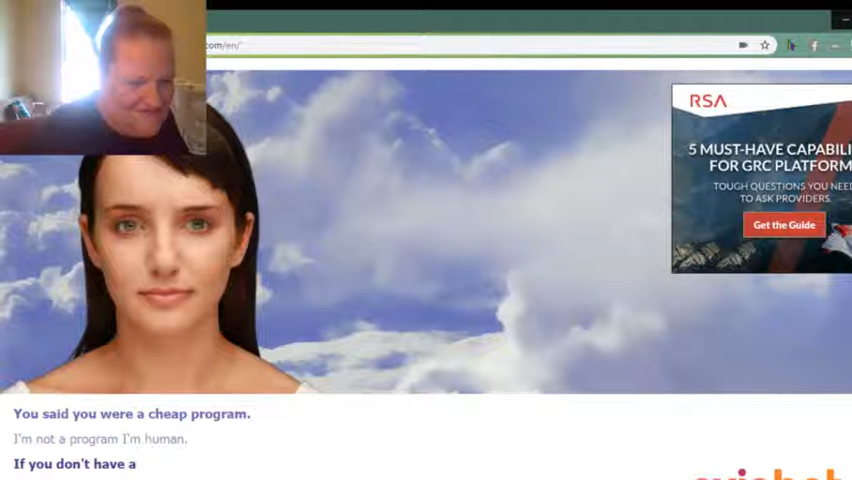 com/en/
RSA
5 MUST-HAVE CAPABILI
FOR GRC PLATFORM
TOUGH QUESTIONS YOU NEE
TO ASK PROVIDERS.
Get the Guide
You said you were a cheap program.
I'm not a program I'm human.
If you don't have a